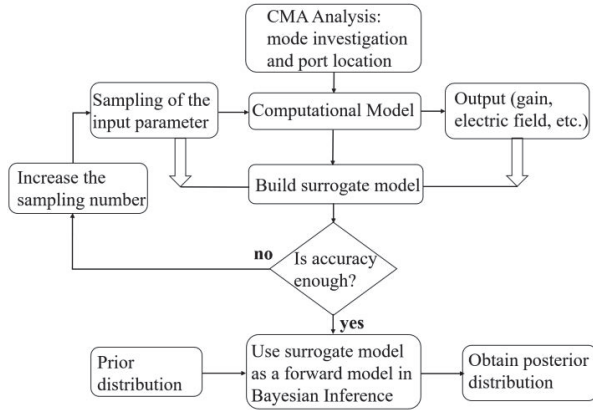 CMA Analysis:
mode investigation
and port location
Sampling of the
input parameter
Computational Model
Output (gain,
electric field, etc.)
Increase the
sampling number
Build surrogate model
no
Is accuracy
enough?
yes
Prior
distribution
Use surrogate model
as a forward model in
Bayesian Inference
Obtain posterior
distribution